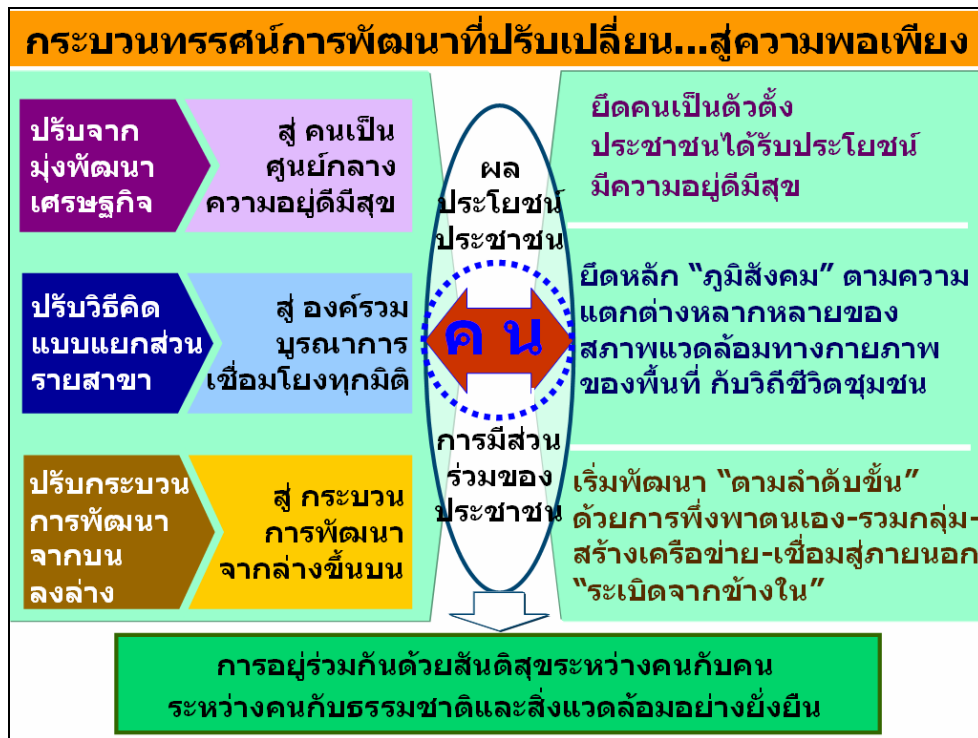 กระบวนทรรศน์การพัฒนาที่ปรับเปลี่ยน...สู่ความพอเพียง
ปรับจาก
มุ่งพัฒนา
เศรษฐกิจ
สู่ คนเป็น
ศูนย์กลาง
ความอยู่ดีมีสุข
ผล
ประโยชน์
ประชาชน
ยึดคนเป็นตัวตั้ง
ประชาชนได้รับประโยชน์
มีความอยู่ดีมีสุข
ปรับวิธีคิด
แบบแยกส่วน
รายสาขา
สู่ องค์รวม
บูรณาการ
เชื่อมโยงทุกมิติ
ค น
ยึดหลัก “ภูมิสังคม” ตามความ
แตกต่างหลากหลายของ
สภาพแวดล้อมทางกายภาพ
ของพื้นที่ กับวิถีชีวิตชุมชน
ปรับกระบวน
การพัฒนา
จากบน
ลงล่าง
สู่ กระบวน
การพัฒนา
จากล่างขึ้นบน
การมีส่วน
ร่วมของ
ประชาชน
เริ่มพัฒนา “ตามลำดับขั้น”
ด้วยการพึ่งพาตนเอง-รวมกลุ่ม-
สร้างเครือข่าย-เชื่อมสู่ภายนอก
“ระเบิดจากข้างใน”
การอยู่ร่วมกันด้วยสันติสุขระหว่างคนกับคน
ระหว่างคนกับธรรมชาติและสิ่งแวดล้อมอย่างยั่งยืน